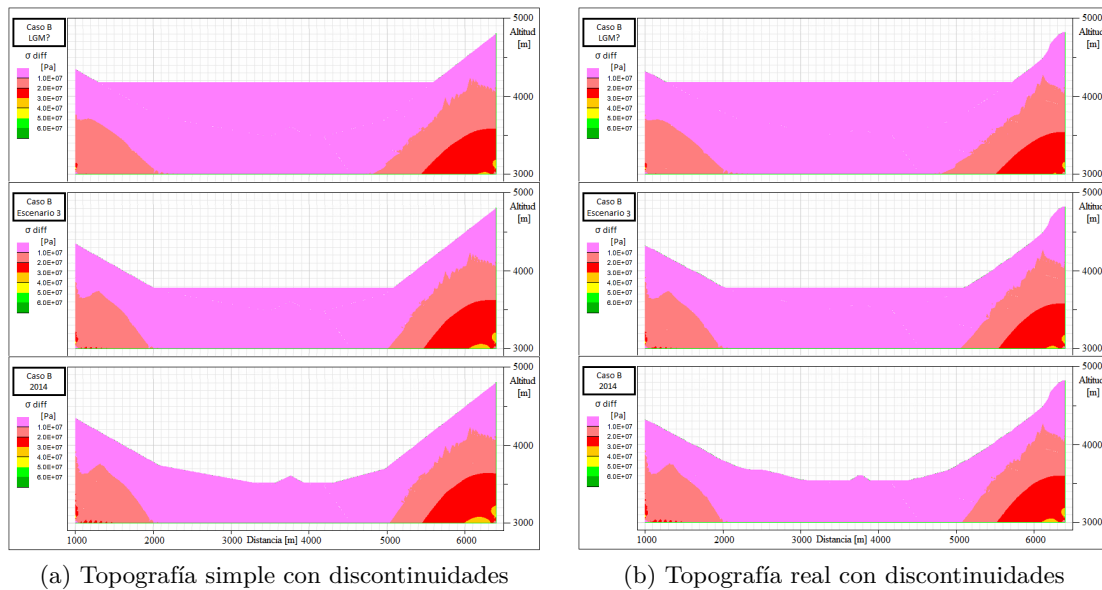 Caso B
LGM?
σ diff
[Pa]
1.0E+07
2.0E+07
3.0E+07
4.0E+07
5.0E+07
6.0E+07
5000
Altitud
[m]
4000
3000
Caso B
Escenario 3
σ diff
[Pa]
1.0E+07
2.0E+07
3.0E+07
4.0E+07
5.0E+07
6.0E+07
5000
Altitud
[m]
4000
3000
Caso B
2014
σ diff
[Pa]
1.0E+07
2.0E+07
3.0E+07
4.0E+07
5.0E+07
6.0E+07
5000
Altitud
[m]
4000
3000
1000 2000 Distancia [m] 4000 5000 6000
(a) Topografía simple con discontinuidades
Caso B
LGM?
σ diff
[Pa]
1.0E+07
2.0E+07
3.0E+07
4.0E+07
5.0E+07
6.0E+07
5000
Altitud
[m]
4000
3000
Caso B
Escenario 3
σ diff
[Pa]
1.0E+07
2.0E+07
3.0E+07
4.0E+07
5.0E+07
6.0E+07
5000
Altitud
[m]
4000
3000
Caso B
2014
σ diff
[Pa]
1.0E+07
2.0E+07
3.0E+07
4.0E+07
5.0E+07
6.0E+07
5000
Altitud
[m]
4000
3000
1000 2000 Distancia [m] 4000 5000 6000
(b) Topografía real con discontinuidades